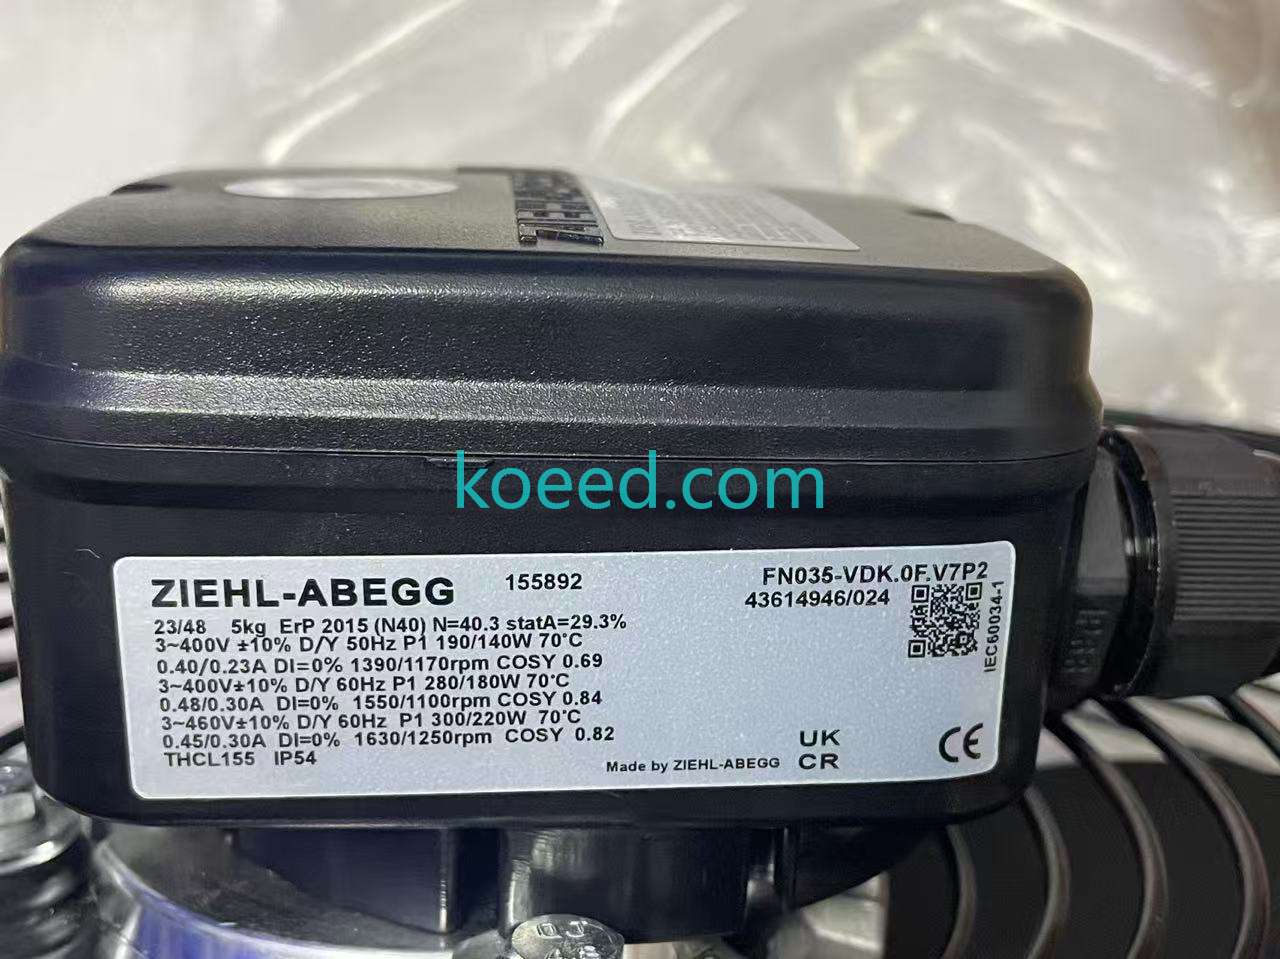 koeed.com
ZIEHL-ABEGG 155892 FN035-VDK.0F.V7P2
43614946/024
23/48 5kg ErP 2015 (N40) N=40.3 statA=29.3%
3~400V ±10% D/Y 50Hz P1 190/140W 70°C
0.40/0.23A DI=0% 1390/1170rpm COSY 0.69
3~400V±10% D/Y 60Hz P1 280/180W 70°C
0.48/0.30A DI=0% 1550/1100rpm COSY 0.84
3~460V±10% D/Y 60Hz P1 300/220W 70°C
0.45/0.30A DI=0% 1630/1250rpm COSY 0.82
THCL155 IP54
IEC60034-1
Made by ZIEHL-ABEGG
UK
CR
CE